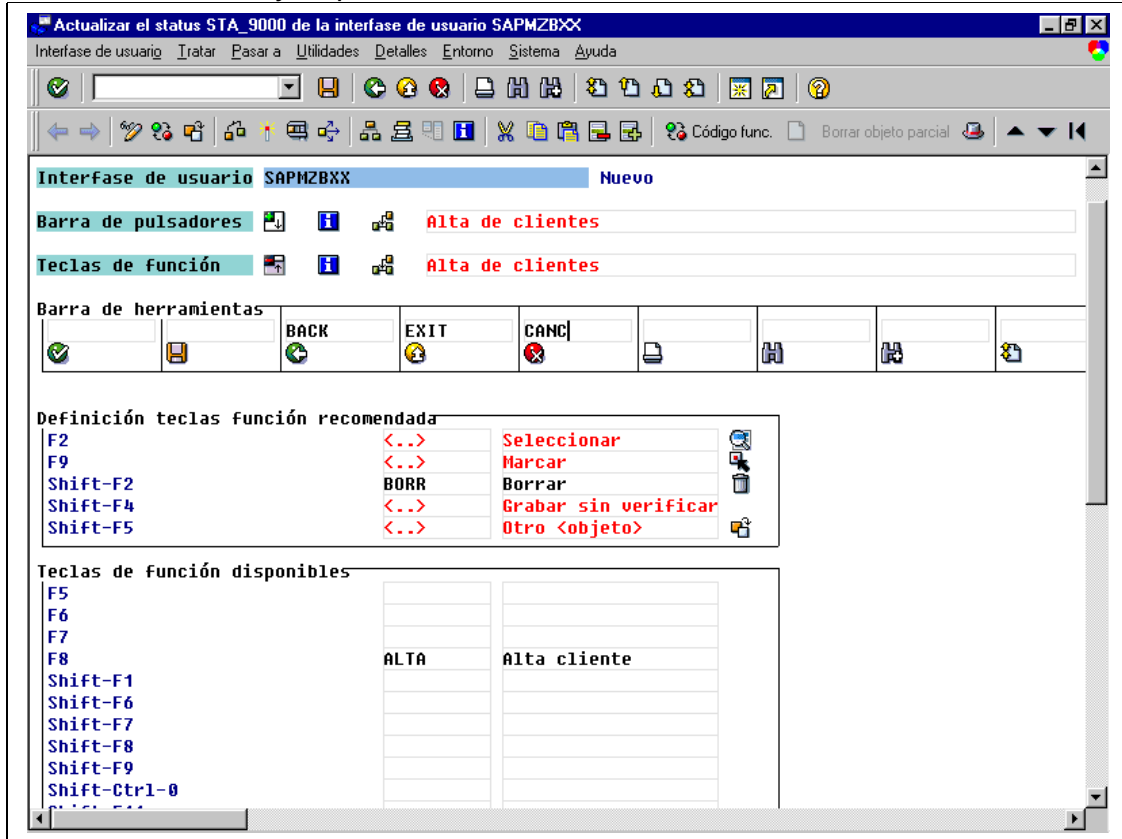 Actualizar el status STA_9000 de la interfase de usuario SAPMZBXX
Interfase de usuario Tratar Pasar a Utilidades Detalles Entorno Sistema Ayuda
Código func. Borrar objeto parcial
Interfase de usuario SAPMZBXX Nuevo
Barra de pulsadores Alta de clientes
Teclas de función Alta de clientes
Barra de herramientas
BACK EXIT CANC
Definición teclas función recomendada
F2 <..> Seleccionar
F9 <..> Marcar
Shift-F2 BORR Borrar
Shift-F4 <..> Grabar sin verificar
Shift-F5 <..> Otro <objeto>
Teclas de función disponibles
F5
F6
F7
F8 ALTA Alta cliente
Shift-F1
Shift-F6
Shift-F7
Shift-F8
Shift-F9
Shift-Ctrl-0